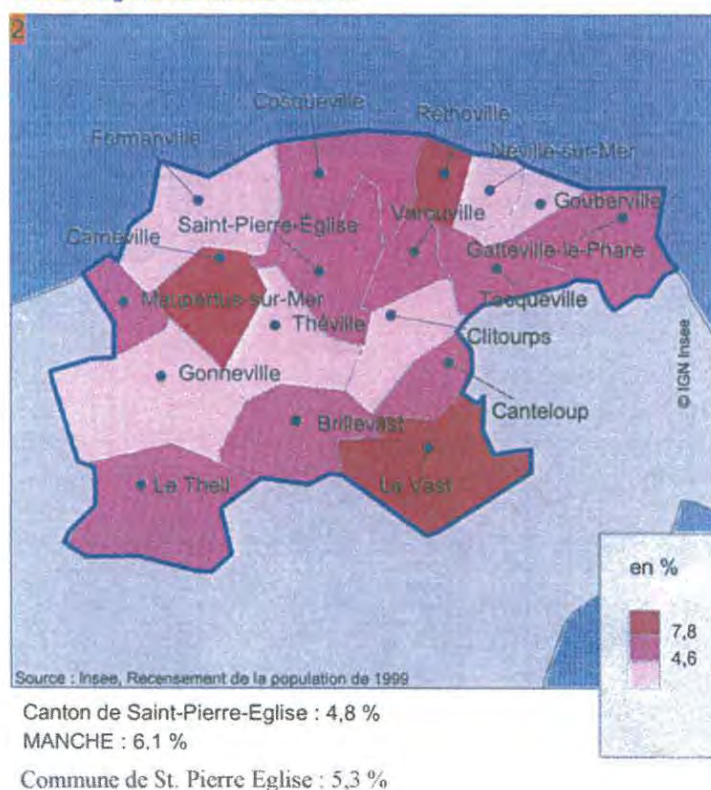 2
Cosqueville
Réthoville
Fermanville
Néville-sur-Mer
Varouville
Gouberville
Saint-Pierre-Église
Carneville
Gatteville-le-Phare
Maupertus-sur-Mer
Tocqueville
Théville
Clitourps
Gonneville
Canteloup
Brillevast
Le Theil
Le Vast
© IGN Insee
en %
7,8
4,6
Source : Insee, Recensement de la population de 1999
Canton de Saint-Pierre-Eglise : 4,8 %
MANCHE : 6.1 %
Commune de St. Pierre Eglise : 5,3 %